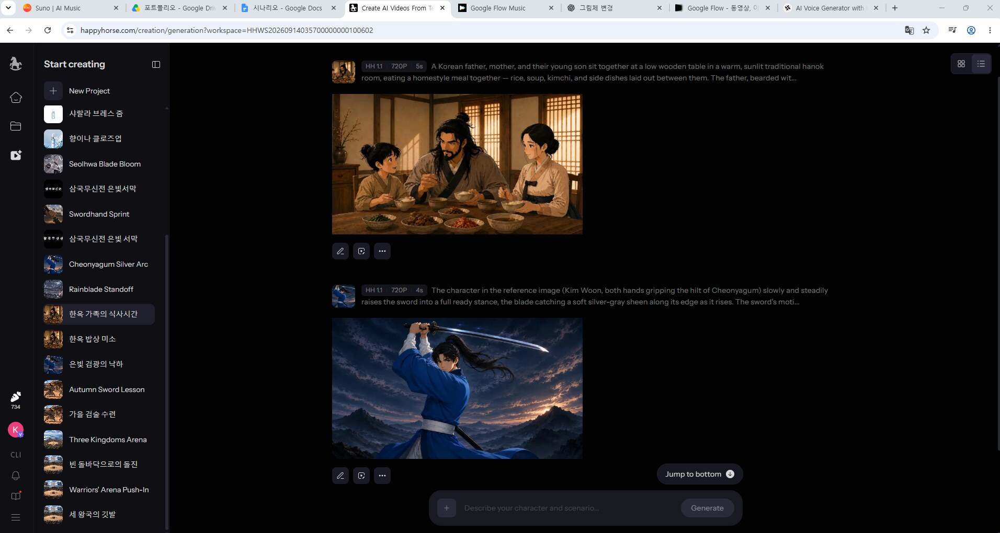 Suno | AI Music
포트폴리오 - Google Dri
시나리오 - Google Docs
Create AI Videos From Te
Google Flow Music
그림체 변경
Google Flow - 동영상, 이
AI Voice Generator with
happyhorse.com/creation/generation?workspace=HHWS20260914035700000000100602
Start creating
New Project
샤랄라 브레스 줌
향이나 클로즈업
Seolhwa Blade Bloom
삼국무신전 은빛서막
Swordhand Sprint
삼국무신전 은빛 서막
Cheonyagum Silver Arc
Rainblade Standoff
한옥 가족의 식사시간
한옥 밥상 미소
은빛 검광의 낙하
Autumn Sword Lesson
가을 검술 수련
Three Kingdoms Arena
빈 돌바닥으로의 돌진
Warriors' Arena Push-In
세 왕국의 깃발
734
K
CLI
HH 1.1 720P 5s A Korean father, mother, and their young son sit together at a low wooden table in a warm, sunlit traditional hanok
room, eating a homestyle meal together — rice, soup, kimchi, and side dishes laid out between them. The father, bearded wit...
HH 1.1 720P 4s The character in the reference image (Kim Woon, both hands gripping the hilt of Cheonyagum) slowly and steadily
raises the sword into a full ready stance, the blade catching a soft silver-gray sheen along its edge as it rises. The sword's moti...
Jump to bottom
Describe your character and scenario...
Generate